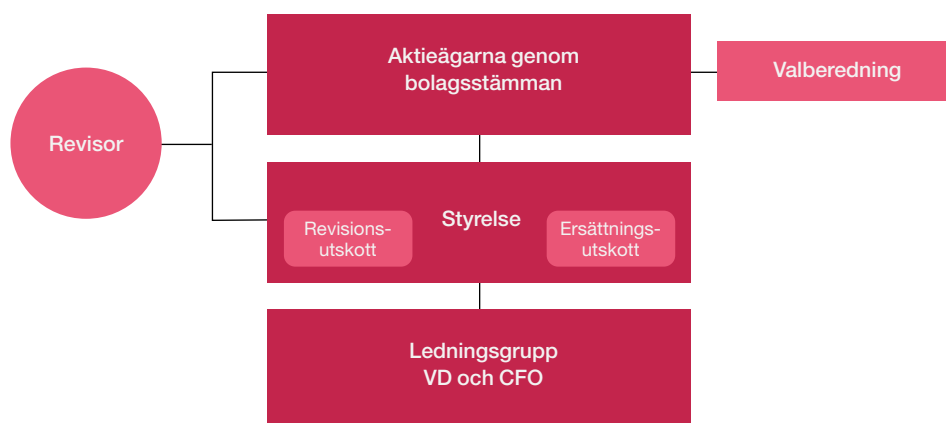 Aktieägarna genom
bolagsstämman
Valberedning
Revisor
Styrelse
Revisions-
utskott
Ersättnings-
utskott
Ledningsgrupp
VD och CFO